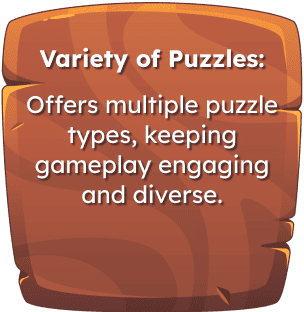 Variety of Puzzles:
Offers multiple puzzle
types, keeping
gameplay engaging
and diverse.